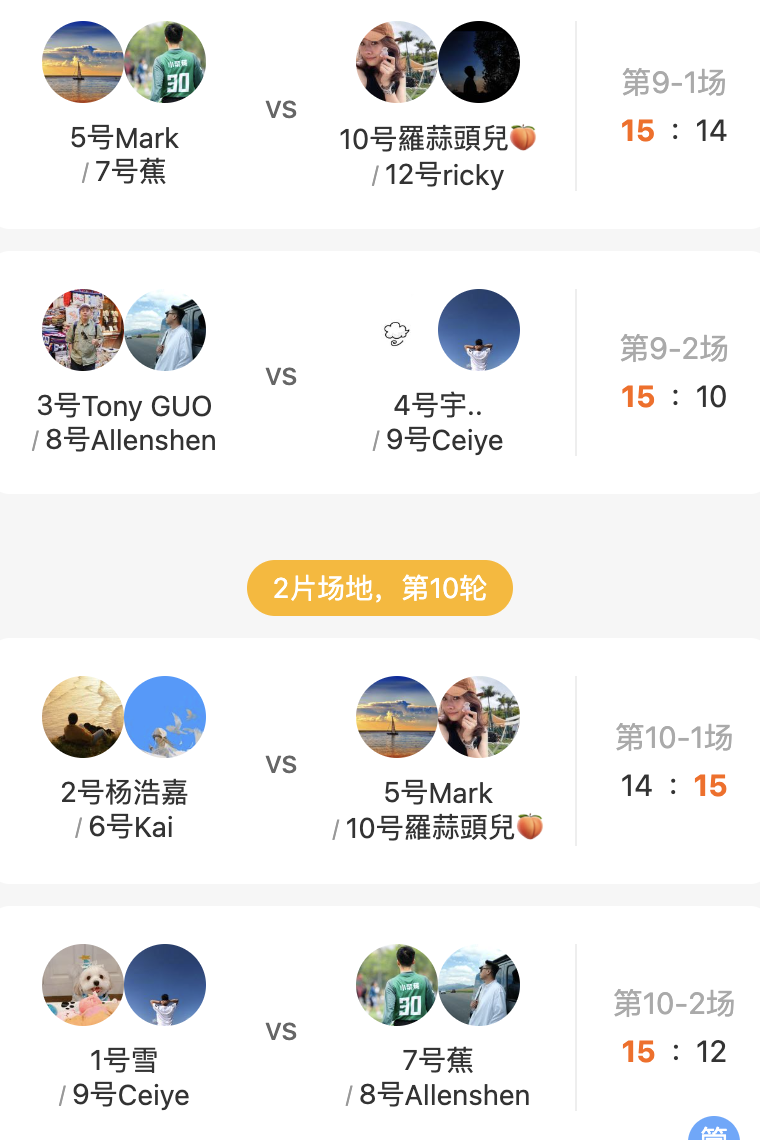 5号Mark
/ 7号蕉
VS
10号羅蒜頭兒🍑
/ 12号ricky
第9-1场
15 : 14
3号Tony GUO
/ 8号Allenshen
VS
4号宇..
/ 9号Ceiye
第9-2场
15 : 10
2片场地，第10轮
2号杨浩嘉
/ 6号Kai
VS
5号Mark
/ 10号羅蒜頭兒🍑
第10-1场
14 : 15
1号雪
/ 9号Ceiye
VS
7号蕉
/ 8号Allenshen
第10-2场
15 : 12